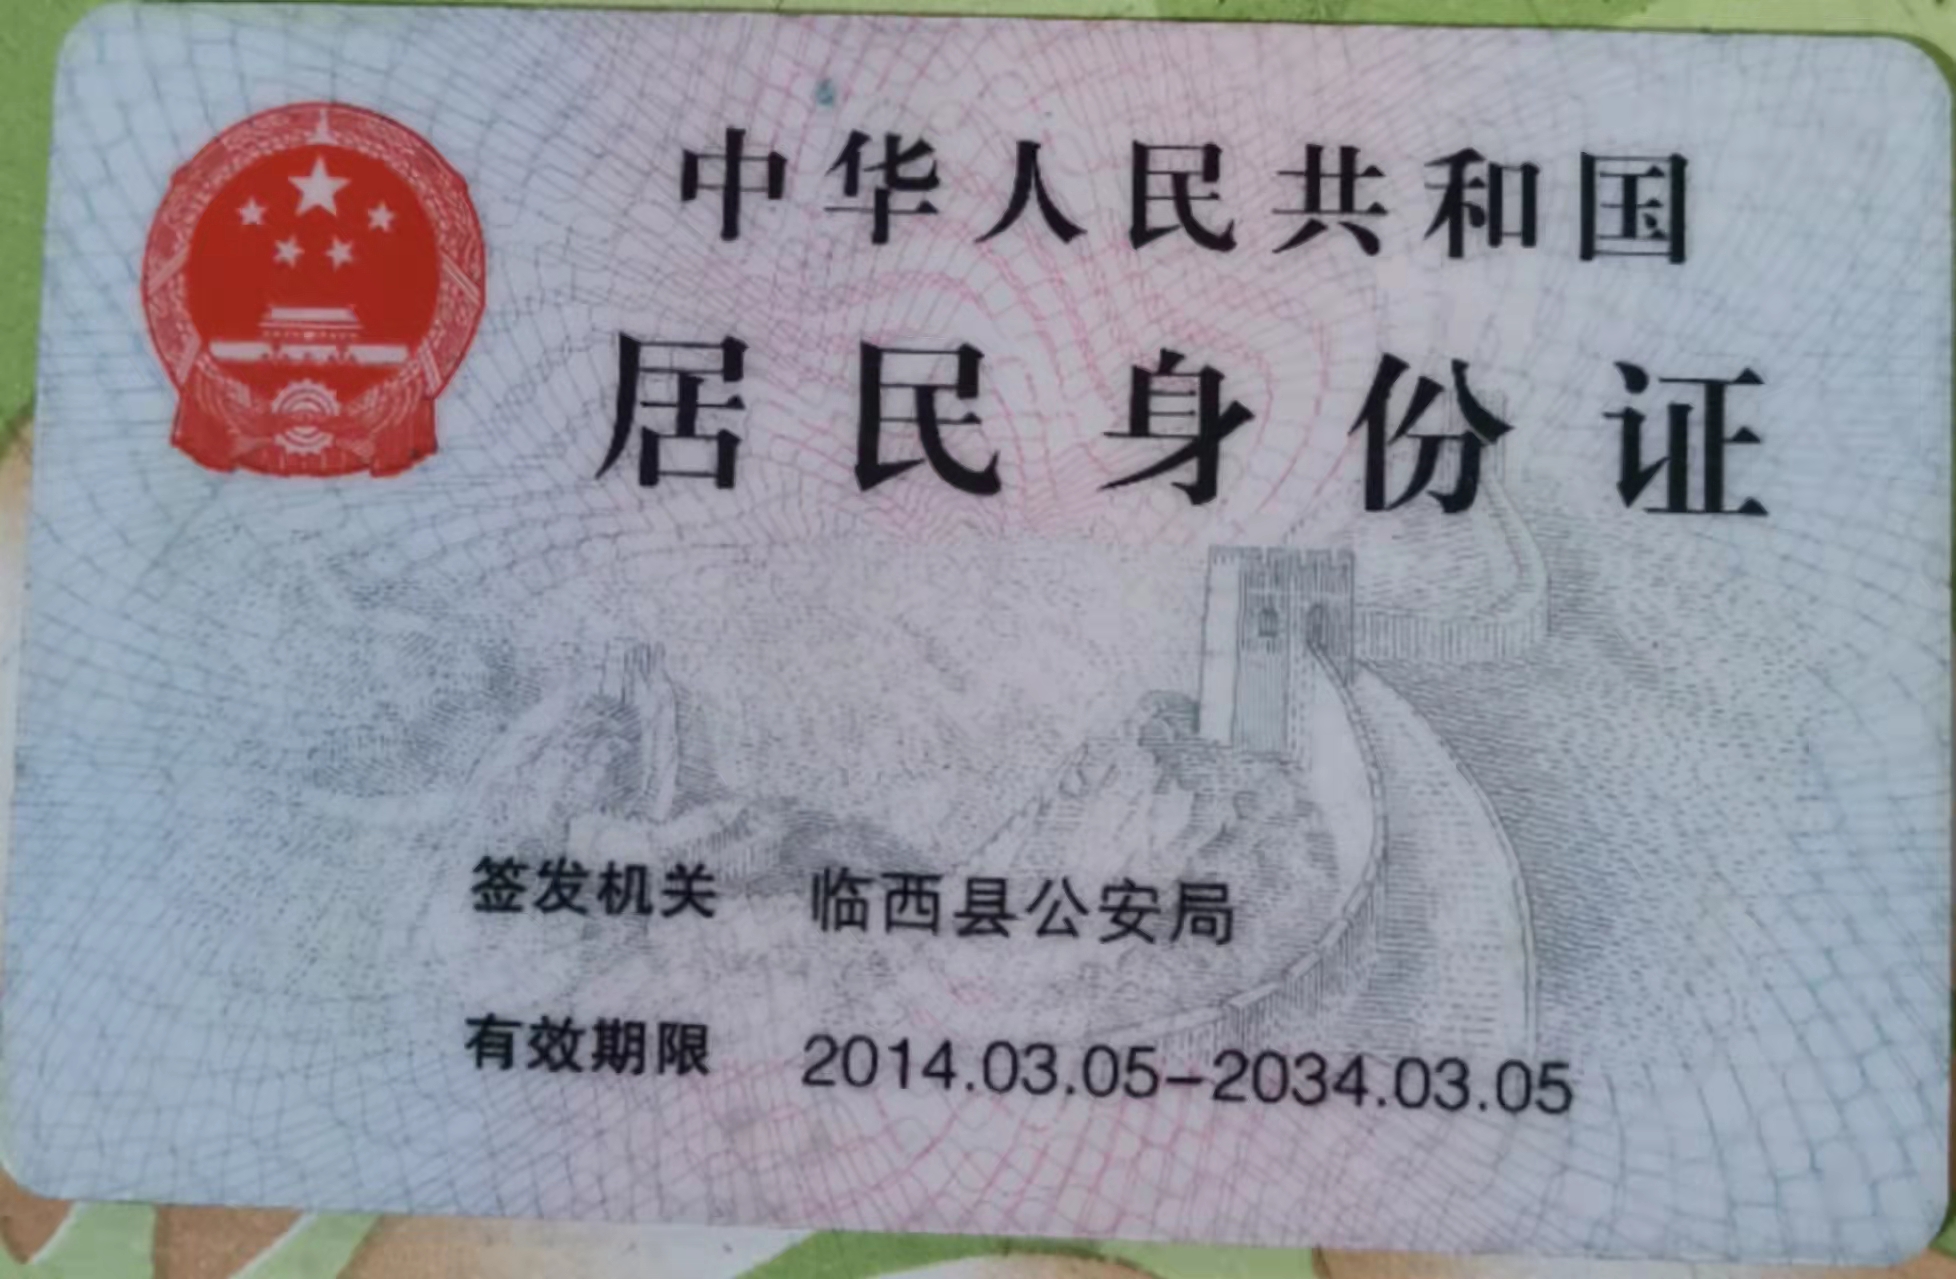 中华人民共和国
居民身份证
签发机关 临西县公安局
有效期限 2014.03.05-2034.03.05